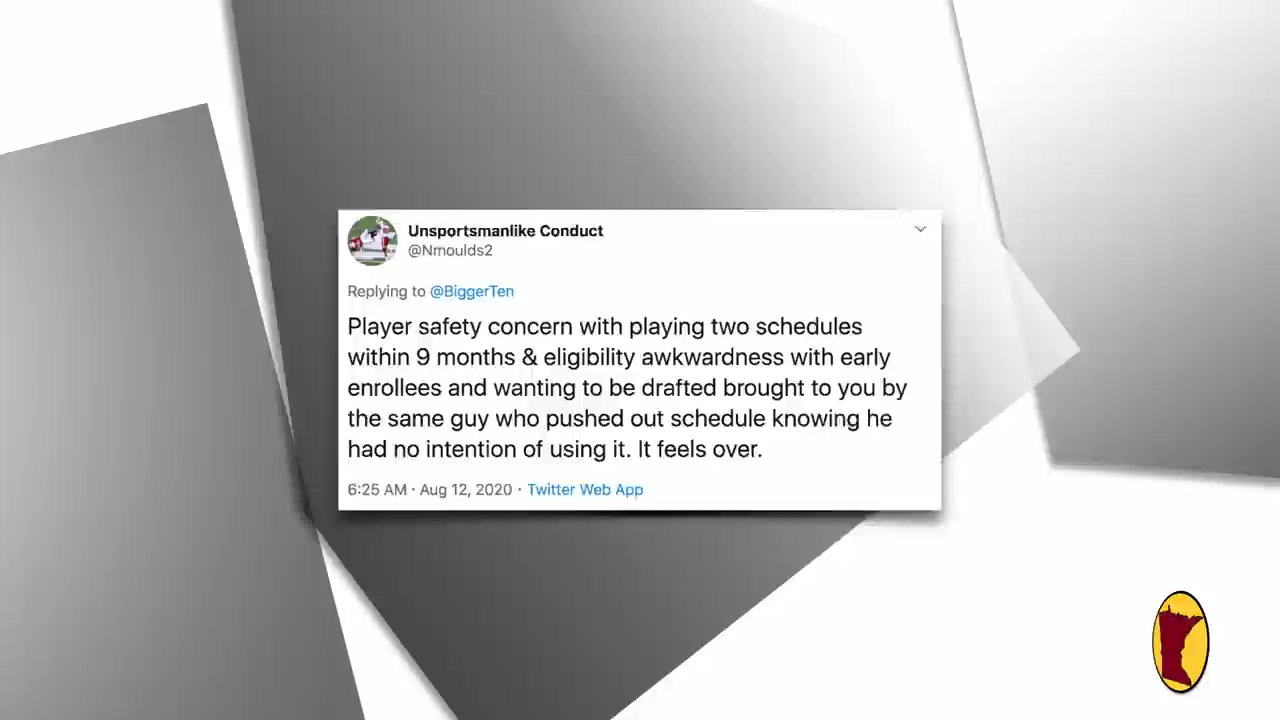 Unsportsmanlike Conduct
@Nmoulds2
Replying to @BiggerTen
Player safety concern with playing two schedules
within 9 months & eligibility awkwardness with early
enrollees and wanting to be drafted brought to you by
the same guy who pushed out schedule knowing he
had no intention of using it. It feels over.
6:25 AM · Aug 12, 2020 · Twitter Web App